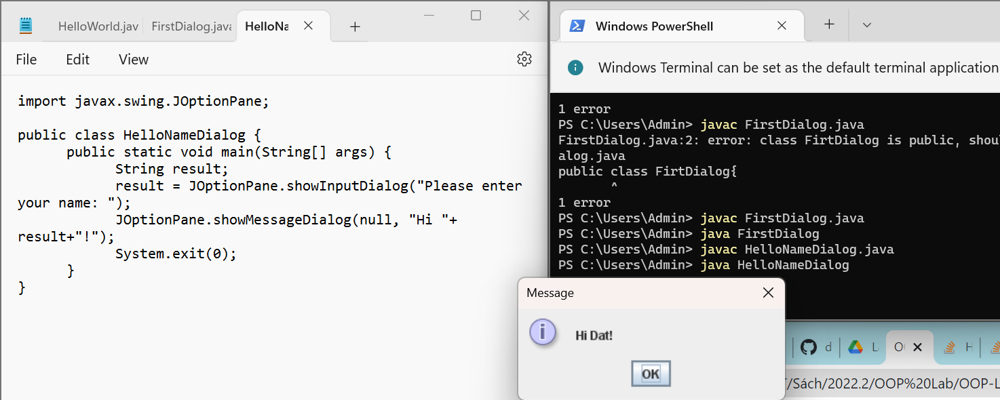 HelloWorld.jav
FirstDialog.java
HelloNa
File Edit View
import javax.swing.JOptionPane;
public class HelloNameDialog {
public static void main(String[] args) {
String result;
result = JOptionPane.showInputDialog("Please enter
your name: ");
JOptionPane.showMessageDialog(null, "Hi "+
result+"!");
System.exit(0);
}
}
Windows PowerShell
Windows Terminal can be set as the default terminal application
1 error
PS C:\Users\Admin> javac FirstDialog.java
FirstDialog.java:2: error: class FirtDialog is public, shou
alog.java
public class FirtDialog{
^
1 error
PS C:\Users\Admin> javac FirstDialog.java
PS C:\Users\Admin> java FirstDialog
PS C:\Users\Admin> javac HelloNameDialog.java
PS C:\Users\Admin> java HelloNameDialog
Message
Hi Dat!
OK
d
L
H
/Sách/2022.2/OOP%20Lab/OOP-L